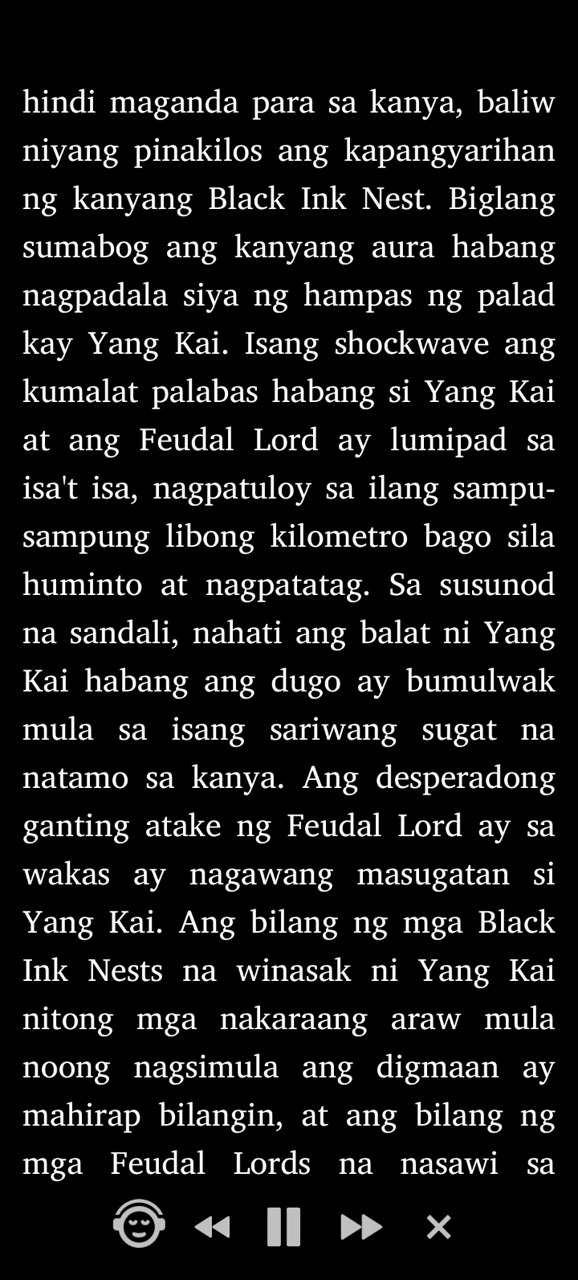 hindi maganda para sa kanya, baliw
niyang pinakilos ang kapangyarihan
ng kanyang Black Ink Nest. Biglang
sumabog ang kanyang aura habang
nagpadala siya ng hampas ng palad
kay Yang Kai. Isang shockwave ang
kumalat palabas habang si Yang Kai
at ang Feudal Lord ay lumipad sa
isa't isa, nagpatuloy sa ilang sampu-
sampung libong kilometro bago sila
huminto at nagpatatag. Sa susunod
na sandali, nahati ang balat ni Yang
Kai habang ang dugo ay bumulwak
mula sa isang sariwang sugat na
natamo sa kanya. Ang desperadong
ganting atake ng Feudal Lord ay sa
wakas ay nagawang masugatan si
Yang Kai. Ang bilang ng mga Black
Ink Nests na winasak ni Yang Kai
nitong mga nakaraang araw mula
noong nagsimula ang digmaan ay
mahirap bilangin, at ang bilang ng
mga Feudal Lords na nasawi sa